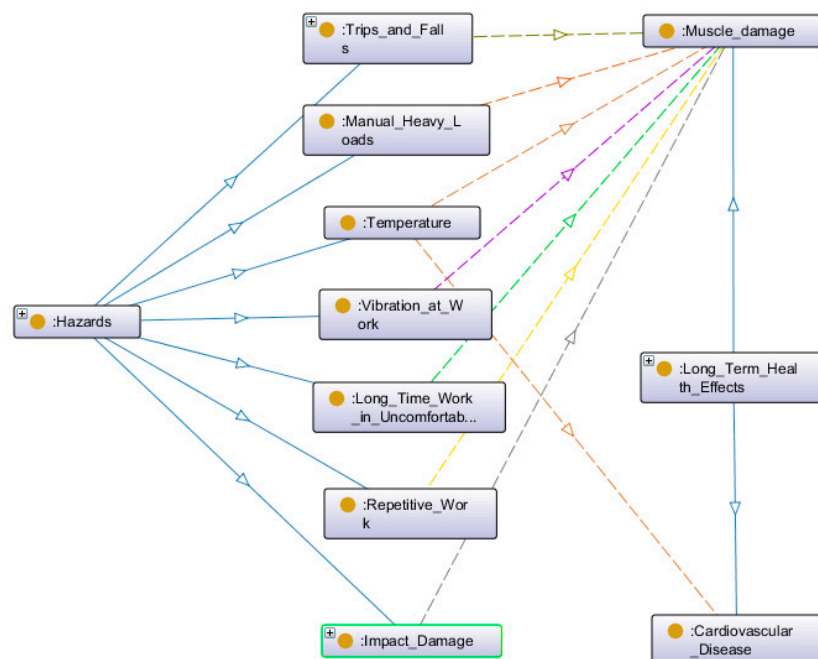 :Trips_and_Fall
s
:Muscle_damage
:Manual_Heavy_L
oads
:Temperature
:Vibration_at_W
ork
:Hazards
:Long_Term_Heal
th_Effects
:Long_Time_Work
_in_Uncomfortab...
:Repetitive_Wor
k
:Impact_Damage
:Cardiovascular
_Disease